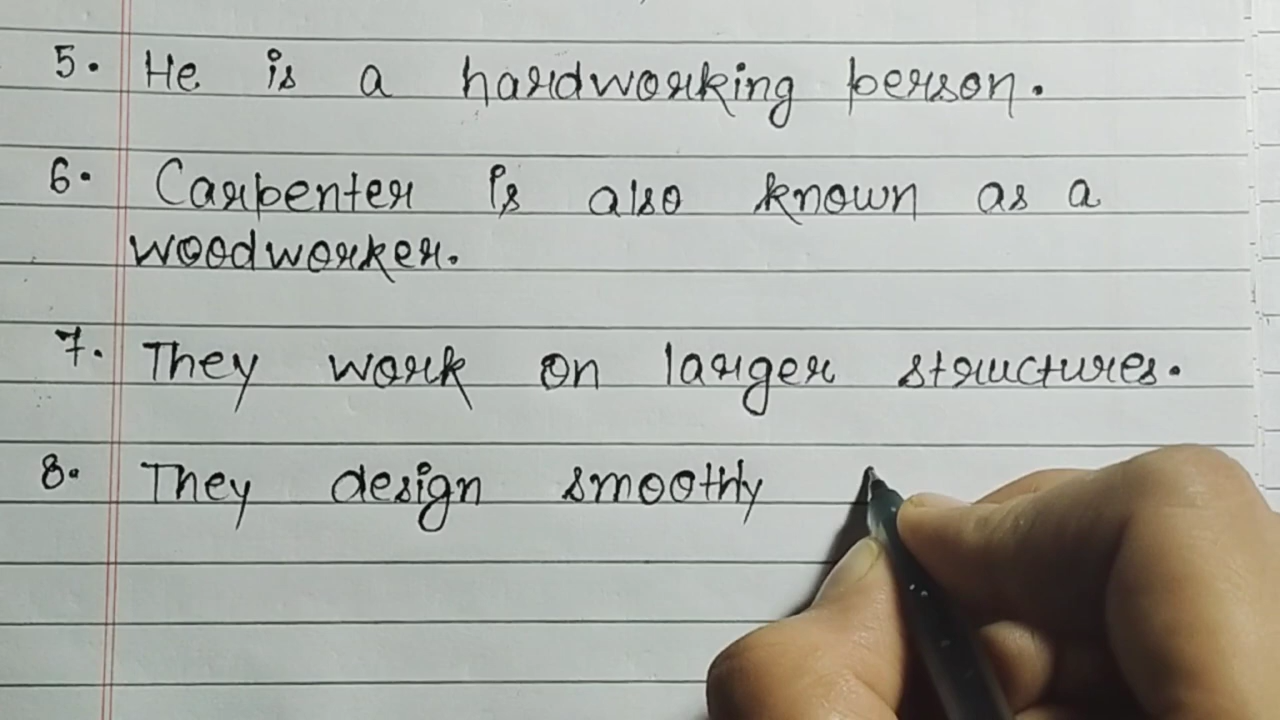 5. He is a hardworking person.
6. Carpenter is also known as a
woodworker.
7. They work on larger structures.
8. They design smoothly